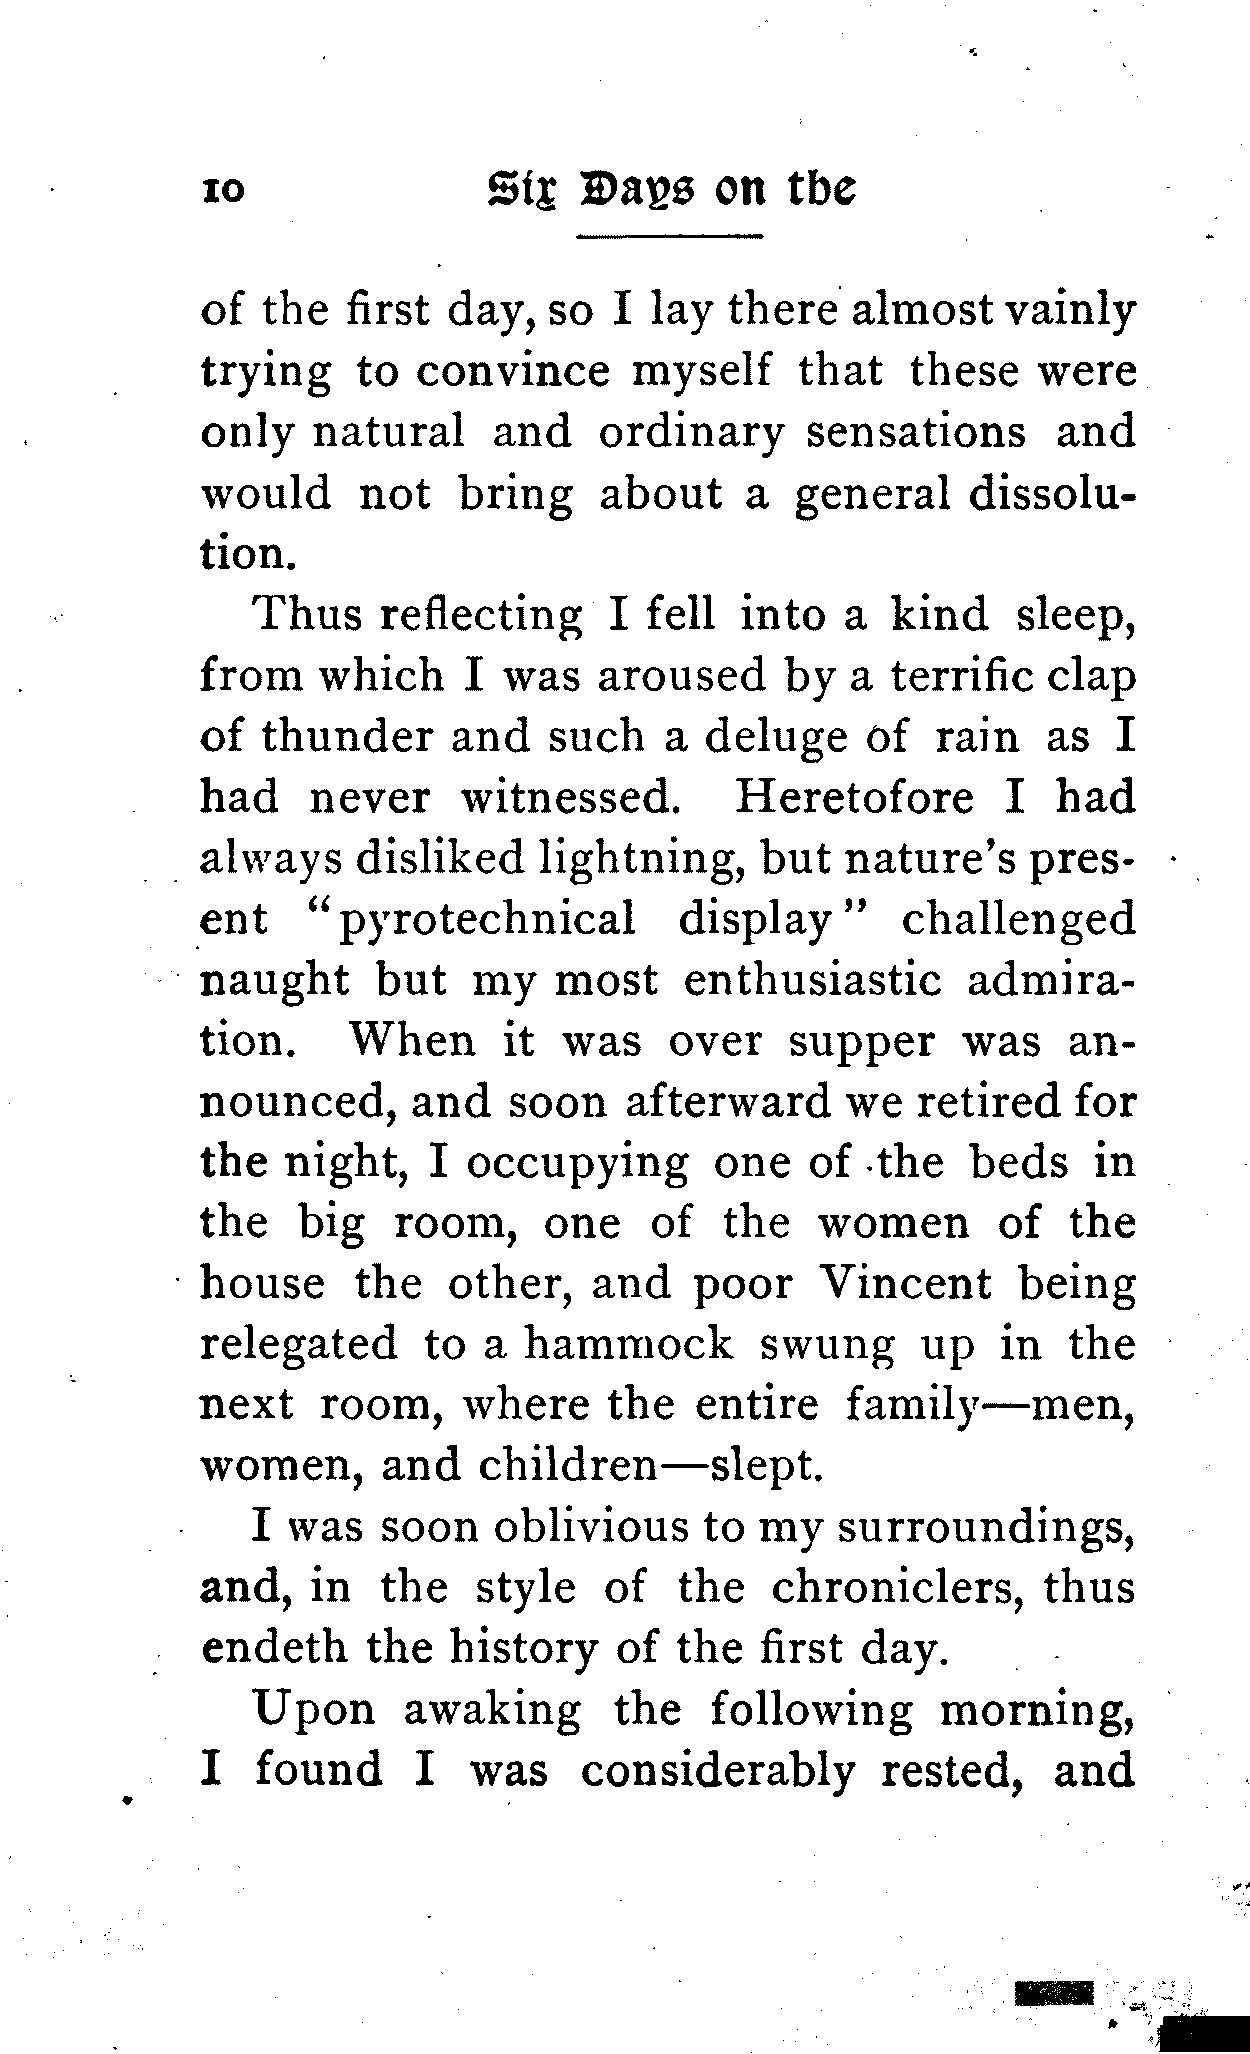 10 Six Days on the
of the first day, so I lay there almost vainly
trying to convince myself that these were
only natural and ordinary sensations and
would not bring about a general dissolu-
tion.
Thus reflecting I fell into a kind sleep,
from which I was aroused by a terrific clap
of thunder and such a deluge of rain as I
had never witnessed. Heretofore I had
always disliked lightning, but nature's pres-
ent "pyrotechnical display" challenged
naught but my most enthusiastic admira-
tion. When it was over supper was an-
nounced, and soon afterward we retired for
the night, I occupying one of the beds in
the big room, one of the women of the
house the other, and poor Vincent being
relegated to a hammock swung up in the
next room, where the entire family—men,
women, and children—slept.
I was soon oblivious to my surroundings,
and, in the style of the chroniclers, thus
endeth the history of the first day.
Upon awaking the following morning,
I found I was considerably rested, and